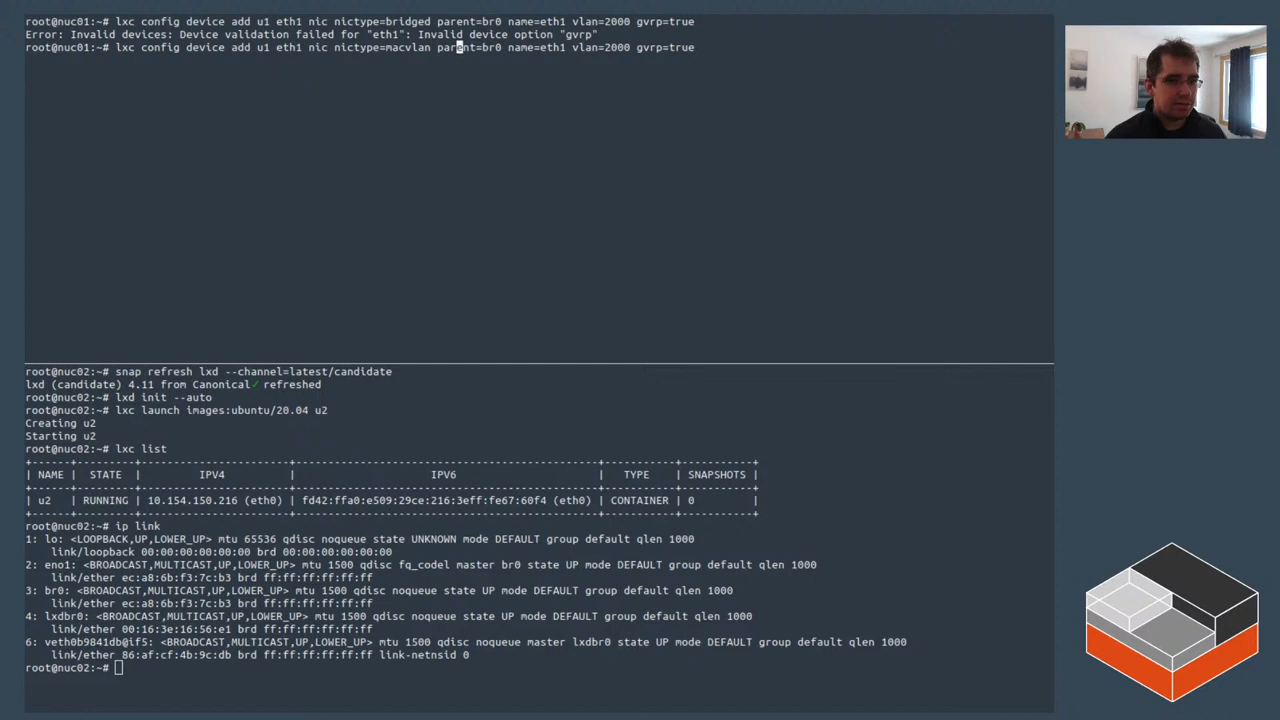 root@nuc01:~# lxc config device add u1 eth1 nic nictype=bridged parent=br0 name=eth1 vlan=2000 gvrp=true
Error: Invalid devices: Device validation failed for "eth1": Invalid device option "gvrp"
root@nuc01:~# lxc config device add u1 eth1 nic nictype=macvlan parent=br0 name=eth1 vlan=2000 gvrp=true
root@nuc02:~# snap refresh lxd --channel=latest/candidate
lxd (candidate) 4.11 from Canonical✓ refreshed
root@nuc02:~# lxd init --auto
root@nuc02:~# lxc launch images:ubuntu/20.04 u2
Creating u2
Starting u2
root@nuc02:~# lxc list
+------+---------+-----------------------+-----------------------------------------------+-----------+-----------+
| NAME |  STATE  |         IPV4          |                     IPV6                      |   TYPE    | SNAPSHOTS |
+------+---------+-----------------------+-----------------------------------------------+-----------+-----------+
| u2   | RUNNING | 10.154.150.216 (eth0) | fd42:ffa0:e509:29ce:216:3eff:fe67:60f4 (eth0) | CONTAINER | 0         |
+------+---------+-----------------------+-----------------------------------------------+-----------+-----------+
root@nuc02:~# ip link
1: lo: <LOOPBACK,UP,LOWER_UP> mtu 65536 qdisc noqueue state UNKNOWN mode DEFAULT group default qlen 1000
    link/loopback 00:00:00:00:00:00 brd 00:00:00:00:00:00
2: eno1: <BROADCAST,MULTICAST,UP,LOWER_UP> mtu 1500 qdisc fq_codel master br0 state UP mode DEFAULT group default qlen 1000
    link/ether ec:a8:6b:f3:7c:b3 brd ff:ff:ff:ff:ff:ff
3: br0: <BROADCAST,MULTICAST,UP,LOWER_UP> mtu 1500 qdisc noqueue state UP mode DEFAULT group default qlen 1000
    link/ether ec:a8:6b:f3:7c:b3 brd ff:ff:ff:ff:ff:ff
4: lxdbr0: <BROADCAST,MULTICAST,UP,LOWER_UP> mtu 1500 qdisc noqueue state UP mode DEFAULT group default qlen 1000
    link/ether 00:16:3e:16:56:e1 brd ff:ff:ff:ff:ff:ff
6: veth0b9841db@if5: <BROADCAST,MULTICAST,UP,LOWER_UP> mtu 1500 qdisc noqueue master lxdbr0 state UP mode DEFAULT group default qlen 1000
    link/ether 86:af:cf:4b:9c:db brd ff:ff:ff:ff:ff:ff link-netnsid 0
root@nuc02:~#